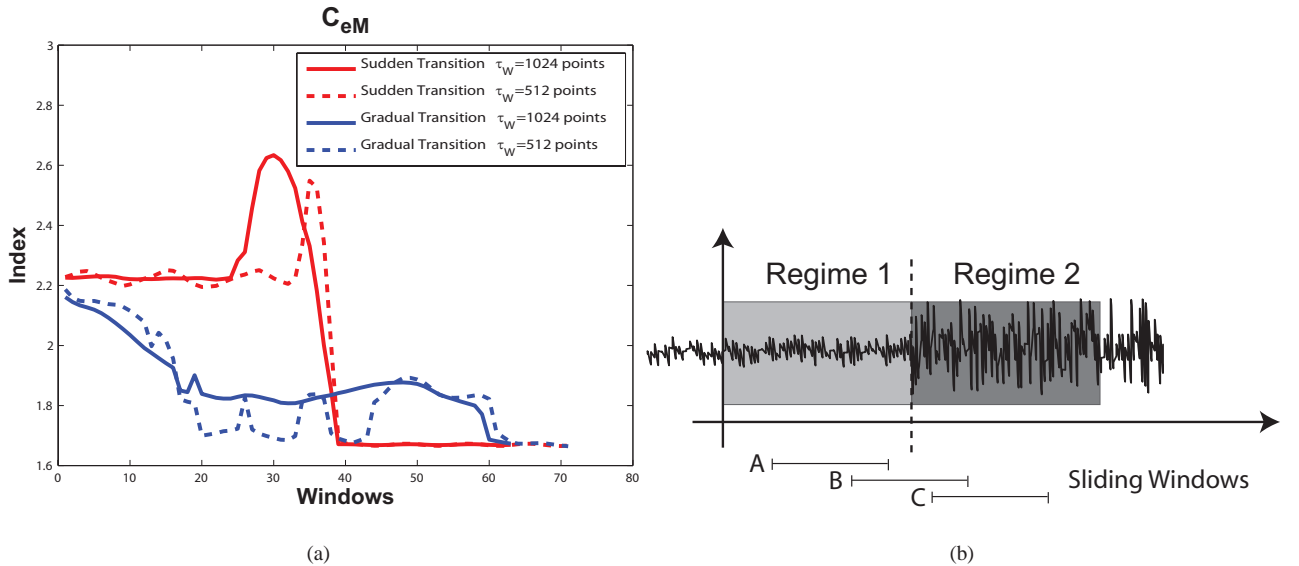 C_eM
3
2.8
2.6
2.4
2.2
2
1.8
1.6
Index
Sudden Transition τ_W=1024 points
Sudden Transition τ_W=512 points
Gradual Transition τ_W=1024 points
Gradual Transition τ_W=512 points
0 10 20 30 40 50 60 70 80
Windows
(a)
Regime 1 Regime 2
A
B
C
Sliding Windows
(b)